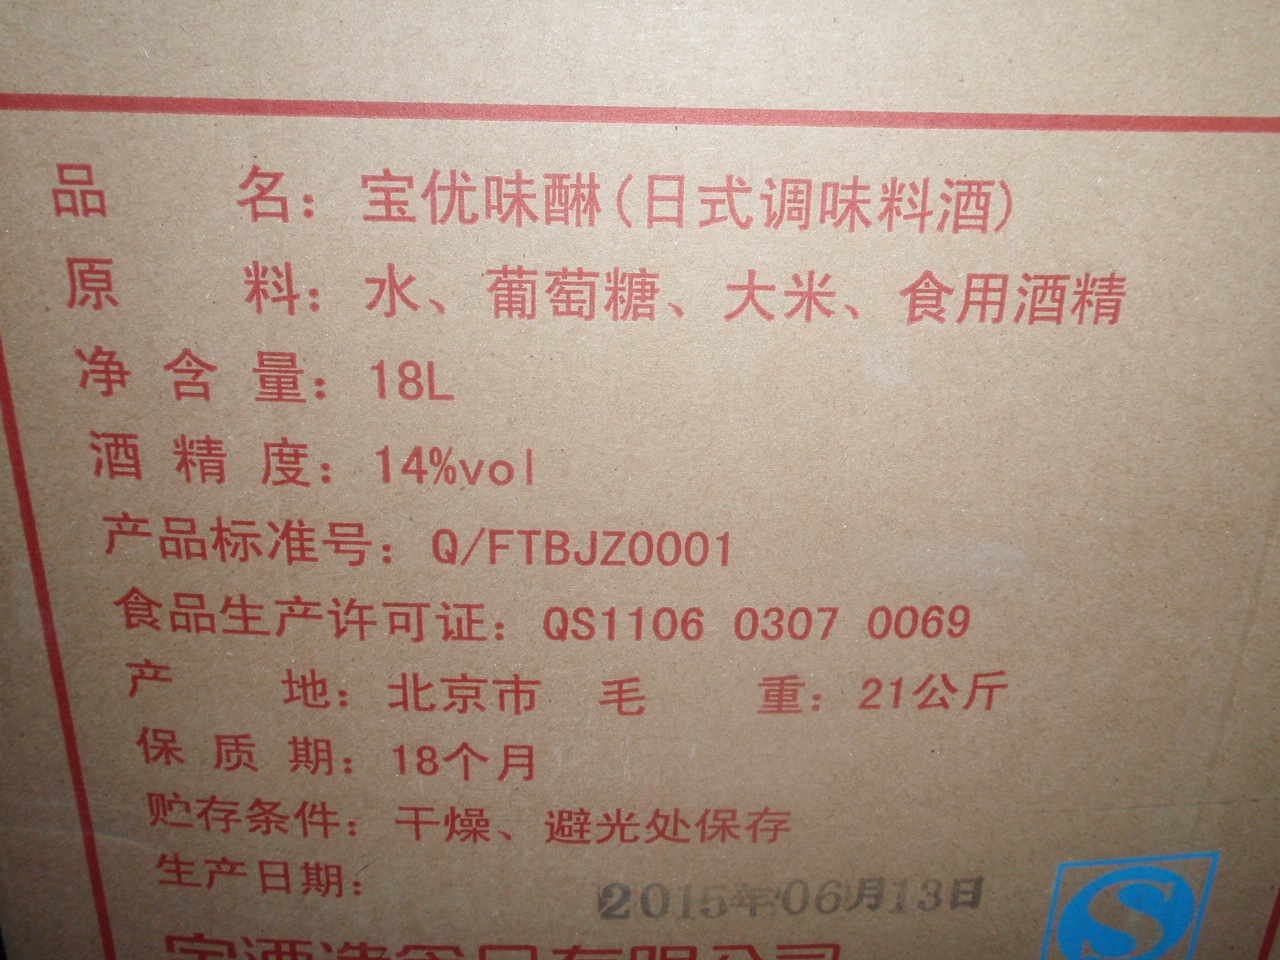 品 名：宝优味醂(日式调味料酒)
原 料：水、葡萄糖、大米、食用酒精
净 含 量：18L
酒 精 度：14%vol
产品标准号：Q/FTBJZ0001
食品生产许可证：QS1106 0307 0069
产 地：北京市 毛 重：21公斤
保 质 期：18个月
贮存条件：干燥、避光处保存
生产日期：2015年06月13日